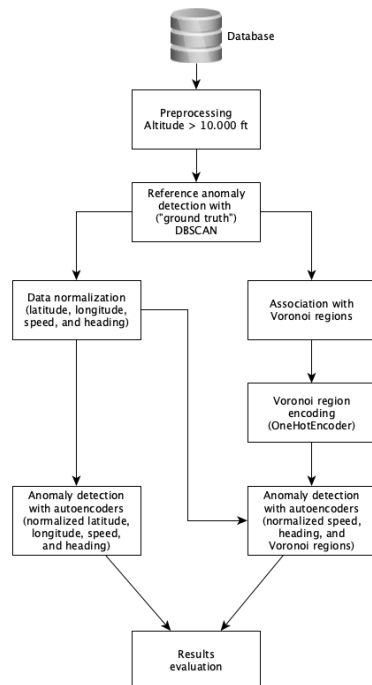 Database
Preprocessing
Altitude > 10.000 ft
Reference anomaly
detection with
("ground truth")
DBSCAN
Data normalization
(latitude, longitude,
speed, and heading)
Association with
Voronoi regions
Voronoi region
encoding
(OneHotEncoder)
Anomaly detection
with autoencoders
(normalized latitude,
longitude, speed,
and heading)
Anomaly detection
with autoencoders
(normalized speed,
heading, and
Voronoi regions)
Results
evaluation